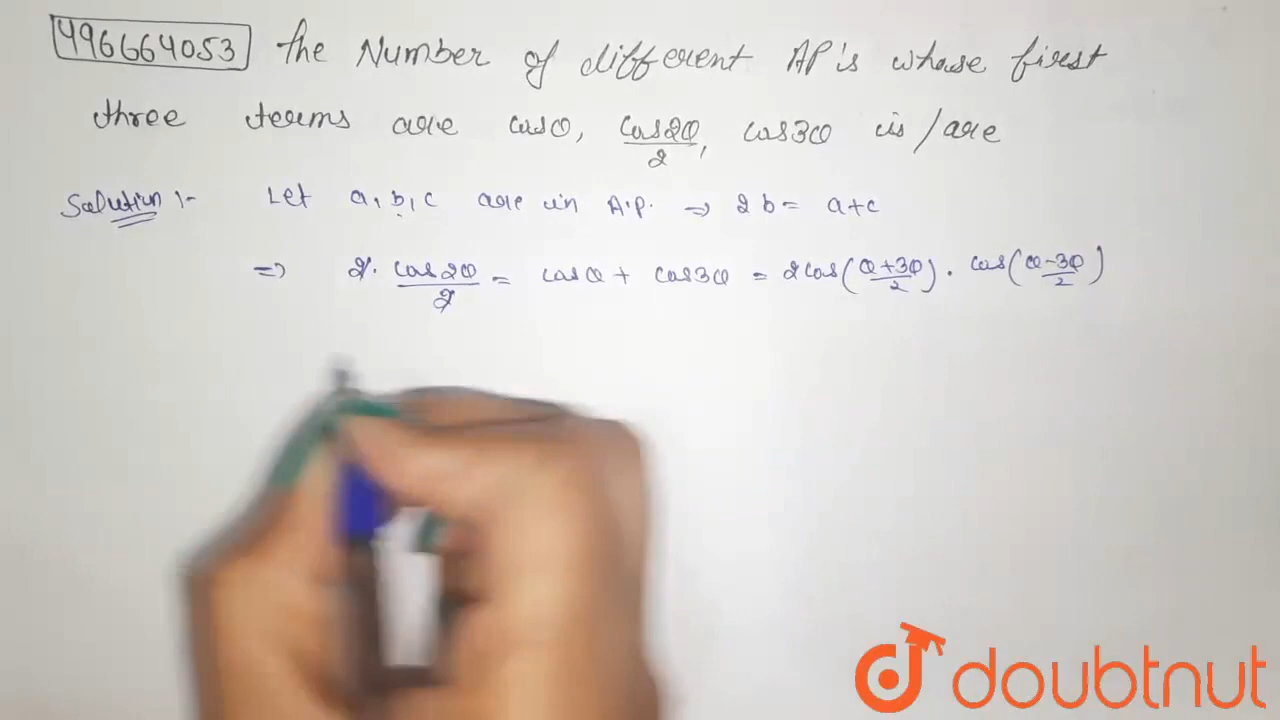 496664053 The Number of different AP's whose first
three terms are cosθ, cos2θ/2, cos3θ is/are
Solution :- Let a, b, c are in A.P. ⇒ 2b = a+c
⇒ 2. cos2θ/2 = cosθ + cos3θ = 2cos(θ+3θ/2) . cos(θ-3θ/2)
doubtnut